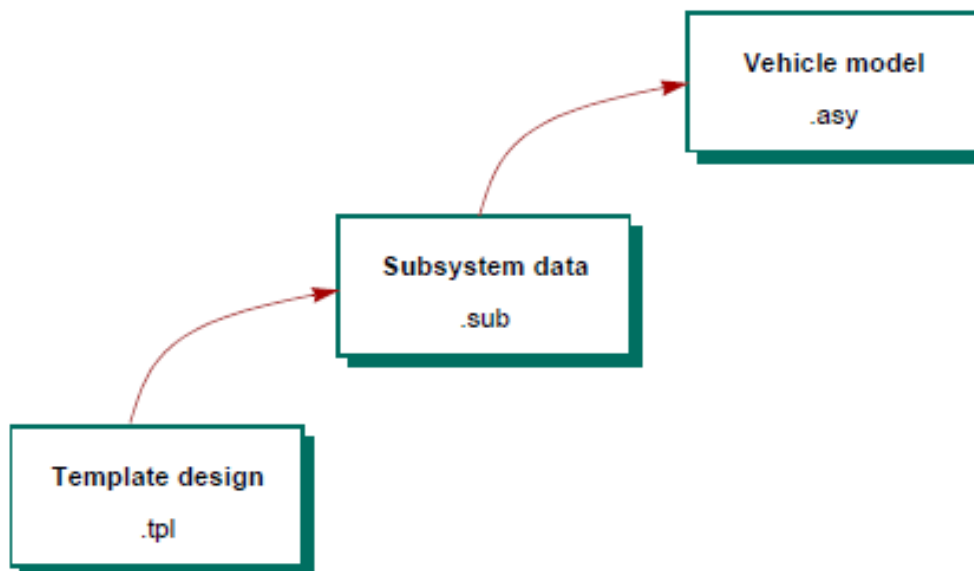 Vehicle model
.asy
Subsystem data
.sub
Template design
.tpl